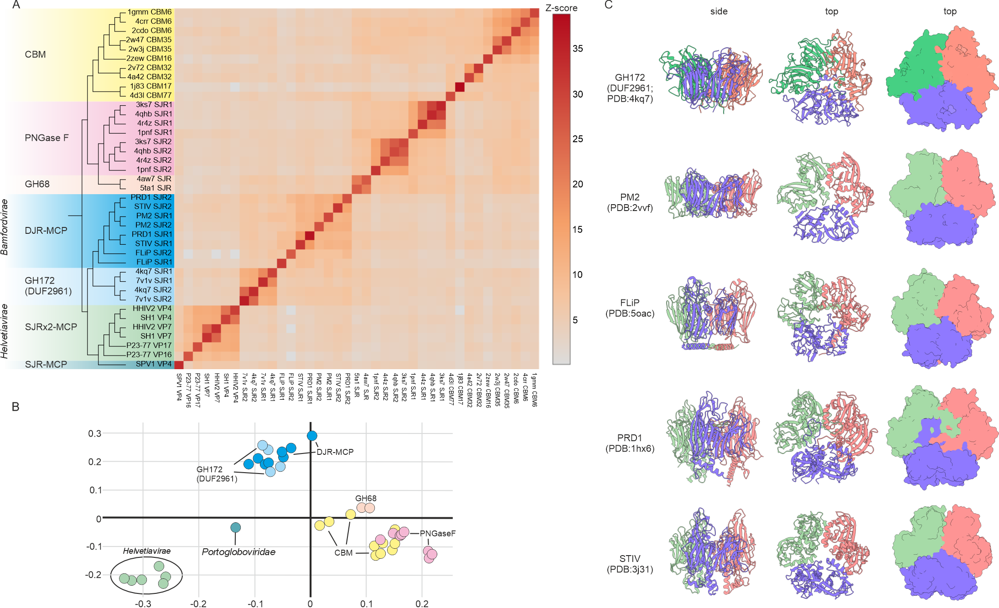 A
1gmm CBM6
4crr CBM6
2cdo CBM6
2w47 CBM35
2w3j CBM35
2zew CBM16
2v72 CBM32
4a42 CBM32
1j83 CBM17
4d3l CBM77
3ks7 SJR1
4qhb SJR1
4r4z SJR1
1pnf SJR1
3ks7 SJR2
4qhb SJR2
4r4z SJR2
1pnf SJR2
4aw7 SJR
5ta1 SJR
PRD1 SJR2
STIV SJR2
PM2 SJR1
PM2 SJR2
PRD1 SJR1
STIV SJR1
FLiP SJR2
FLiP SJR1
4kq7 SJR1
7v1v SJR1
4kq7 SJR2
7v1v SJR2
HHIV2 VP4
SH1 VP4
HHIV2 VP7
SH1 VP7
P23-77 VP17
P23-77 VP16
SPV1 VP4
CBM
PNGase F
GH68
DJR-MCP
GH172
(DUF2961)
SJRx2-MCP
SJR-MCP
Bamfordvirae
Helvetiavirae
SPV1 VP4
P23-77 VP16
P23-77 VP17
SH1 VP7
HHIV2 VP7
SH1 VP4
HHIV2 VP4
7v1v SJR2
4kq7 SJR2
7v1v SJR1
4kq7 SJR1
FLiP SJR1
FLiP SJR2
STIV SJR1
PRD1 SJR1
PM2 SJR2
PM2 SJR1
STIV SJR2
PRD1 SJR2
5ta1 SJR
4aw7 SJR
1pnf SJR2
4r4z SJR2
4qhb SJR2
3ks7 SJR2
1pnf SJR1
4r4z SJR1
4qhb SJR1
3ks7 SJR1
4d3l CBM77
1j83 CBM17
4a42 CBM32
2v72 CBM32
2zew CBM16
2w3j CBM35
2w47 CBM35
2cdo CBM6
4crr CBM6
1gmm CBM6
Z-score
35
30
25
20
15
10
5
B
0.3
0.2
0.1
0
-0.1
-0.2
-0.3
-0.2
-0.1
0
0.1
0.2
DJR-MCP
GH172
(DUF2961)
GH68
PNGaseF
CBM
Portogloboviridae
Helvetiavirae
C
side
top
top
GH172
(DUF2961;
PDB:4kq7)
PM2
(PDB:2vvf)
FLiP
(PDB:5oac)
PRD1
(PDB:1hx6)
STIV
(PDB:3j31)